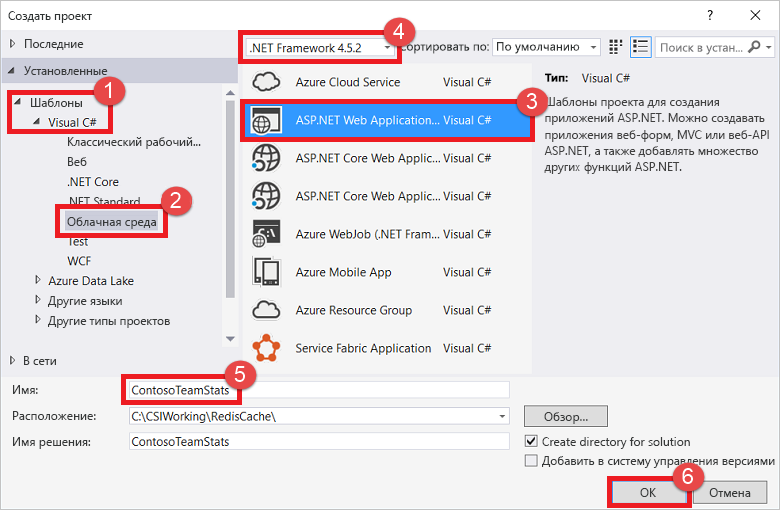 Создать проект
Последние
Установленные
1
Шаблоны
Visual C#
Классический рабочий...
Веб
.NET Core
.NET Standard
2
Облачная среда
Test
WCF
Azure Data Lake
Другие языки
Другие типы проектов
В сети
.NET Framework 4.5.2
4
Сортировать по: По умолчанию
Поиск в устан...
Azure Cloud Service Visual C#
3
ASP.NET Web Application... Visual C#
ASP.NET Core Web Applic... Visual C#
ASP.NET Core Web Applic... Visual C#
Azure WebJob (.NET Fram... Visual C#
Azure Mobile App Visual C#
Azure Resource Group Visual C#
Service Fabric Application Visual C#
Тип: Visual C#
Шаблоны проекта для создания
приложений ASP.NET. Можно создавать
приложения веб-форм, MVC или веб-API
ASP.NET, а также добавлять множество
других функций ASP.NET.
5
Имя: ContosoTeamStats
Расположение: C:\CSIWorking\RedisCache\ Обзор...
Имя решения: ContosoTeamStats
Create directory for solution
Добавить в систему управления версиями
6
OK Отмена